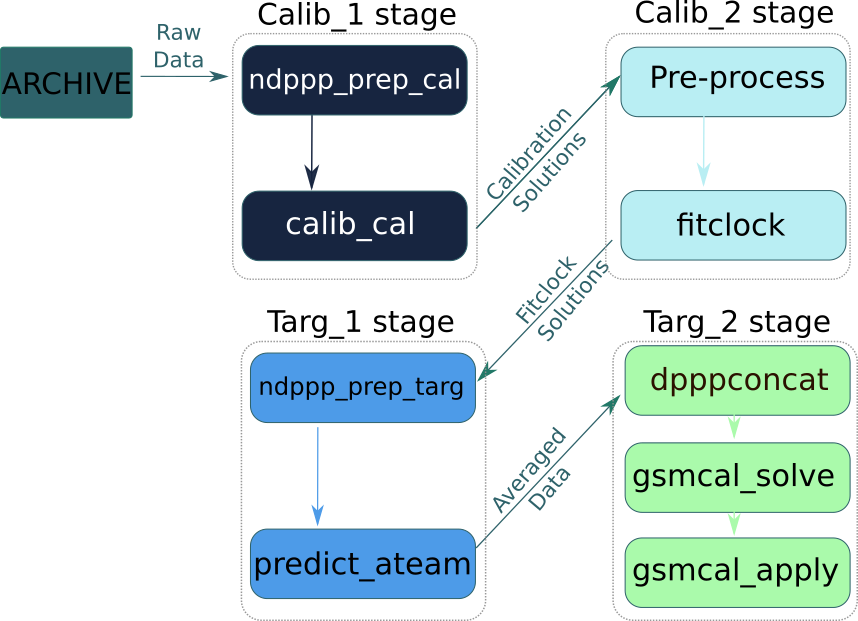 Calib_1 stage
Calib_2 stage
Raw
Data
ARCHIVE
ndppp_prep_cal
Pre-process
Calibration
Solutions
calib_cal
fitclock
Fitclock
Solutions
Targ_1 stage
Targ_2 stage
ndppp_prep_targ
dpppconcat
Averaged
Data
gsmcal_solve
predict_ateam
gsmcal_apply